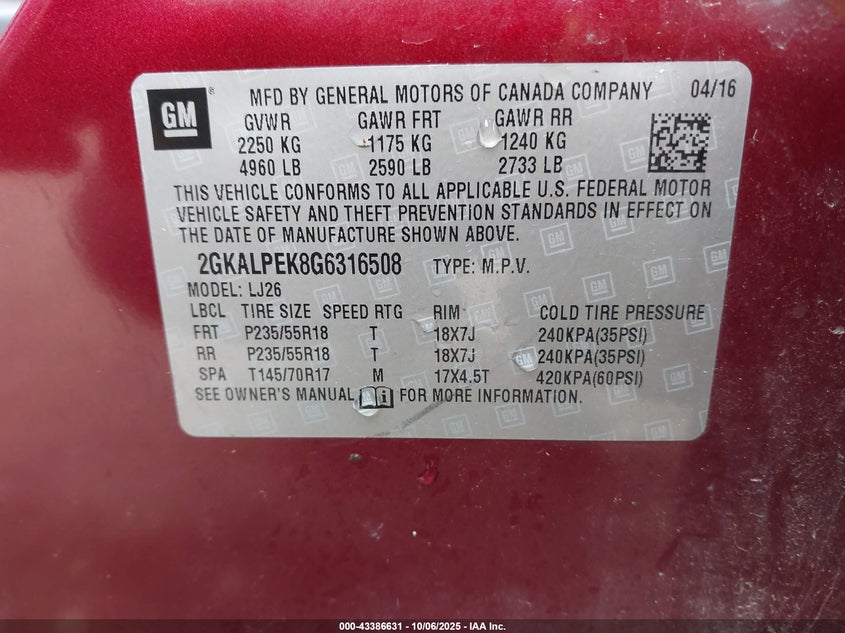 GM ® MFD BY GENERAL MOTORS OF CANADA COMPANY 04/16
GVWR GAWR FRT GAWR RR
2250 KG 1175 KG 1240 KG
4960 LB 2590 LB 2733 LB
THIS VEHICLE CONFORMS TO ALL APPLICABLE U.S. FEDERAL MOTOR
VEHICLE SAFETY AND THEFT PREVENTION STANDARDS IN EFFECT ON
THE DATE OF MANUFACTURE SHOWN ABOVE.
2GKALPEK8G6316508 TYPE: M.P.V.
MODEL: LJ26
LBCL TIRE SIZE SPEED RTG RIM COLD TIRE PRESSURE
FRT P235/55R18 T 18X7J 240KPA(35PSI)
RR P235/55R18 T 18X7J 240KPA(35PSI)
SPA T145/70R17 M 17X4.5T 420KPA(60PSI)
SEE OWNER'S MANUAL FOR MORE INFORMATION.
000-43386631 - 10/06/2025 - IAA Inc.